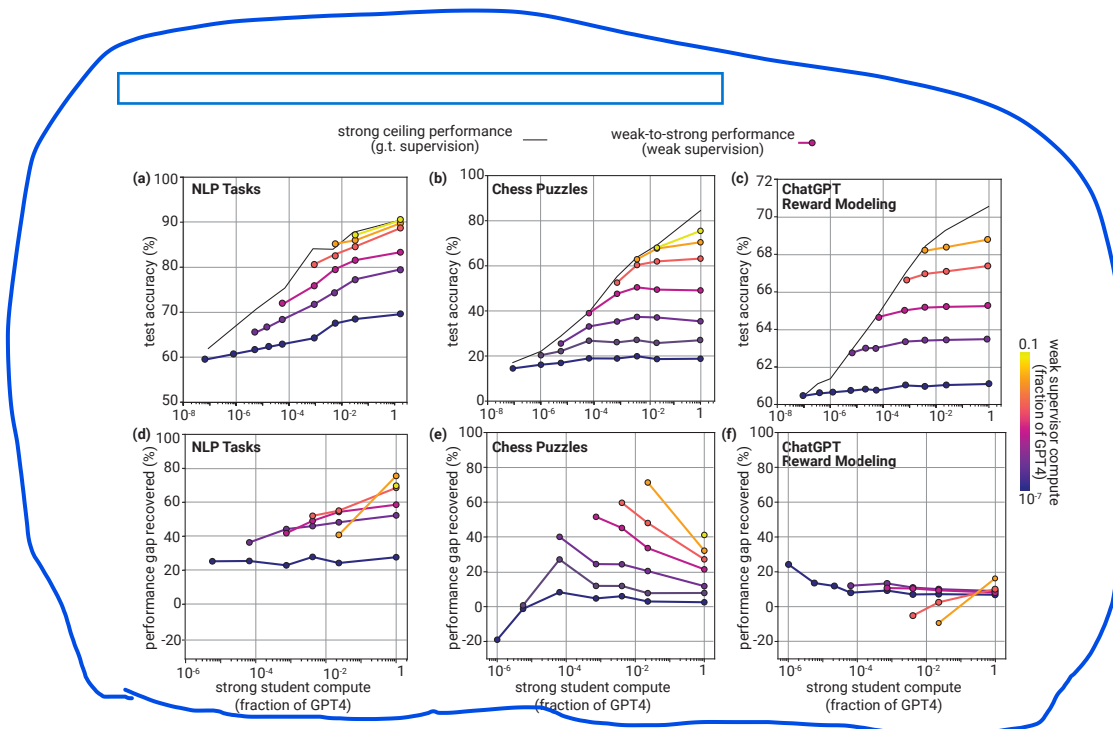 strong ceiling performance
(g.t. supervision)
weak-to-strong performance
(weak supervision)
(a)
NLP Tasks
test accuracy (%)
100
90
80
70
60
50
10-8
10-6
10-4
10-2
1
(b)
Chess Puzzles
test accuracy (%)
100
80
60
40
20
0
10-8
10-6
10-4
10-2
1
(c)
ChatGPT
Reward Modeling
test accuracy (%)
72
70
68
66
64
62
60
10-8
10-6
10-4
10-2
1
0.1
weak supervisor compute
(fraction of GPT4)
10-7
(d)
NLP Tasks
performance gap recovered (%)
100
80
60
40
20
0
-20
10-6
10-4
10-2
1
strong student compute
(fraction of GPT4)
(e)
Chess Puzzles
performance gap recovered (%)
100
80
60
40
20
0
-20
10-6
10-4
10-2
1
strong student compute
(fraction of GPT4)
(f)
ChatGPT
Reward Modeling
performance gap recovered (%)
100
80
60
40
20
0
-20
10-6
10-4
10-2
1
strong student compute
(fraction of GPT4)